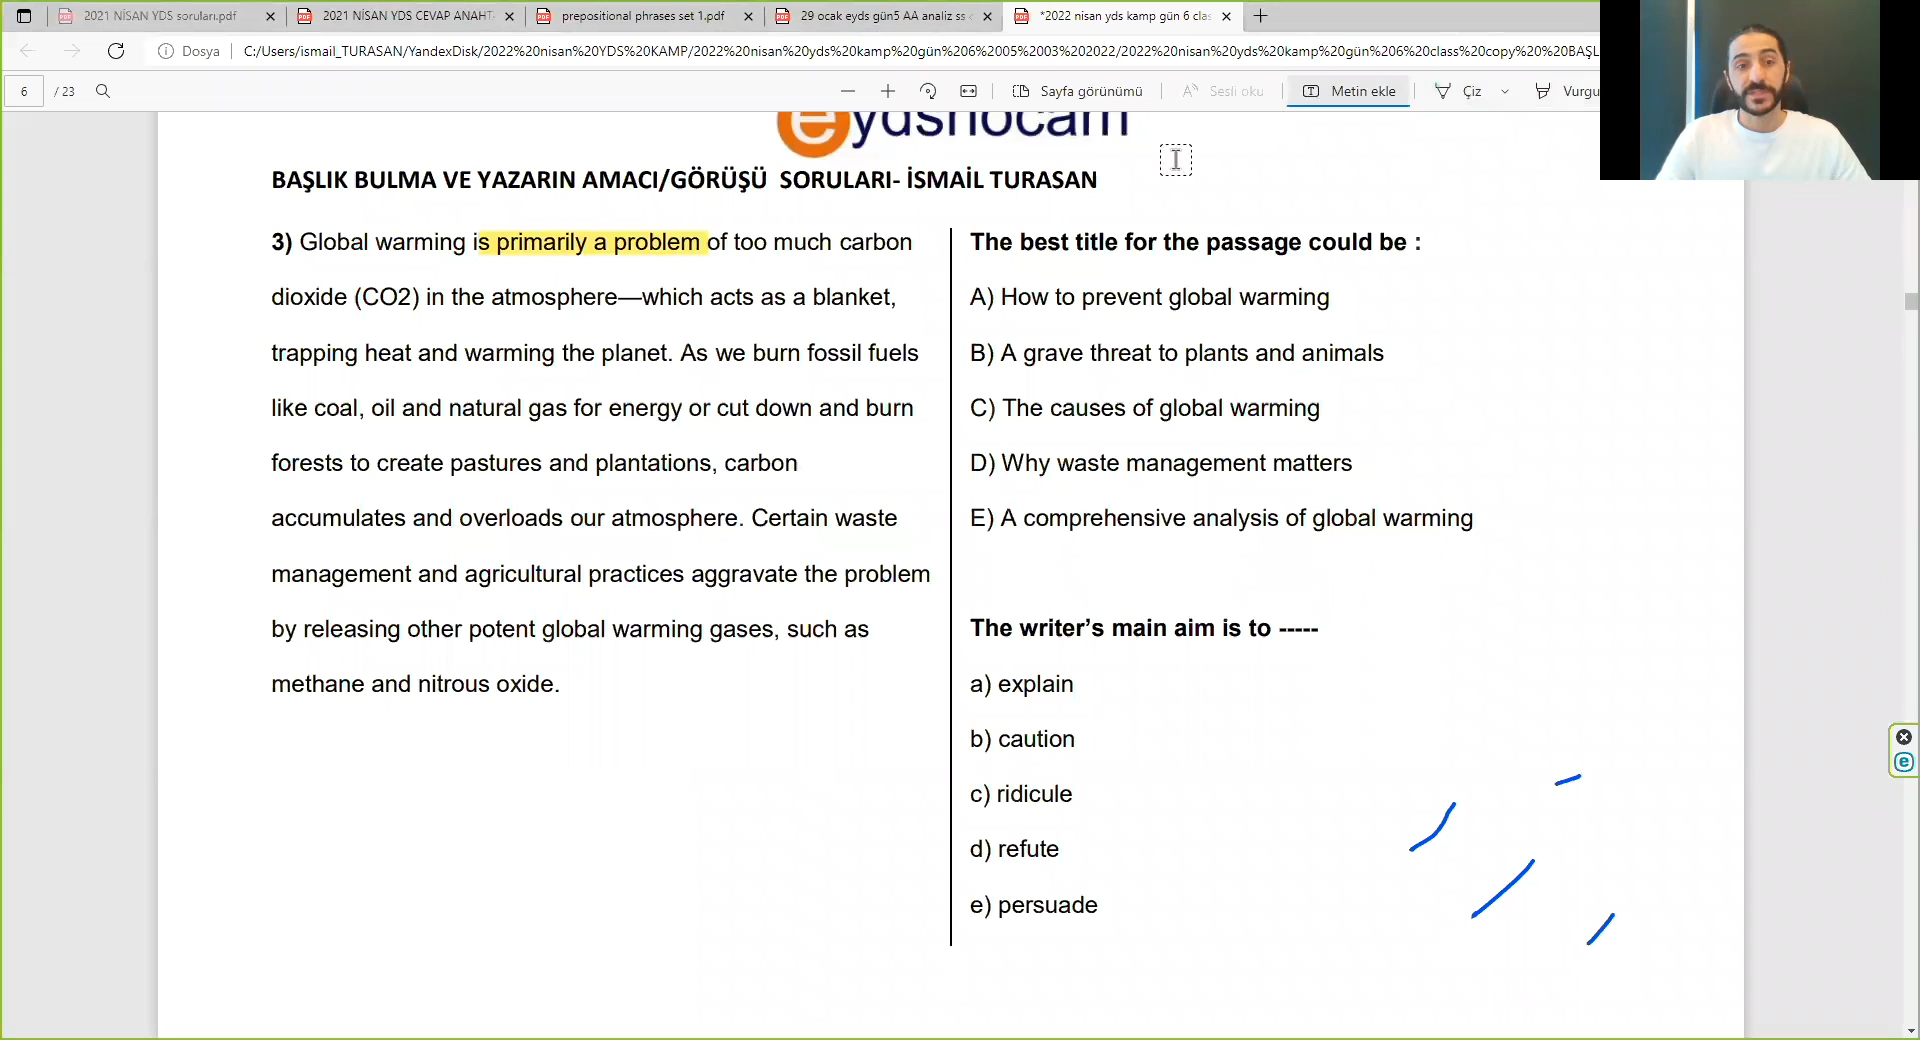 2021 NİSAN YDS soruları.pdf
2021 NİSAN YDS CEVAP ANAHT
prepositional phrases set 1.pdf
29 ocak eyds gün5 AA analiz ss
*2022 nisan yds kamp gün 6 clas
Dosya
C:/Users/ismail_TURASAN/YandexDisk/2022%20nisan%20YDS%20KAMP/2022%20nisan%20yds%20kamp%20gün%206%2005%2003%202022/2022%20nisan%20yds%20kamp%20gün%206%20class%20copy%20%20BAŞL
6 / 23
Sayfa görünümü
Sesli oku
Metin ekle
Çiz
Vurgu
eydshocam
BAŞLIK BULMA VE YAZARIN AMACI/GÖRÜŞÜ SORULARI- İSMAİL TURASAN
3) Global warming is primarily a problem of too much carbon
dioxide (CO2) in the atmosphere—which acts as a blanket,
trapping heat and warming the planet. As we burn fossil fuels
like coal, oil and natural gas for energy or cut down and burn
forests to create pastures and plantations, carbon
accumulates and overloads our atmosphere. Certain waste
management and agricultural practices aggravate the problem
by releasing other potent global warming gases, such as
methane and nitrous oxide.
The best title for the passage could be :
A) How to prevent global warming
B) A grave threat to plants and animals
C) The causes of global warming
D) Why waste management matters
E) A comprehensive analysis of global warming
The writer’s main aim is to -----
a) explain
b) caution
c) ridicule
d) refute
e) persuade